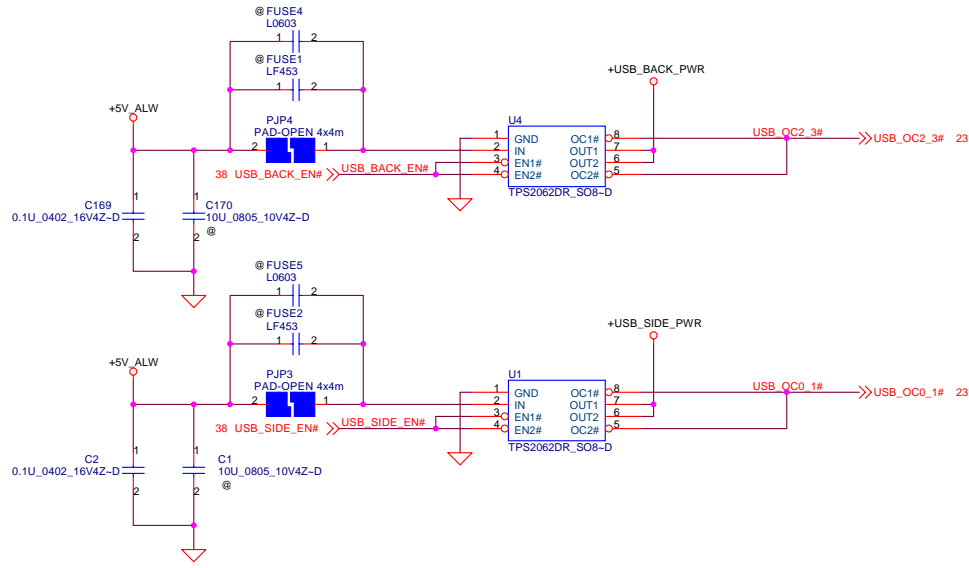 @ FUSE4
L0603
1 2
@ FUSE1
LF453
1 2
+USB_BACK_PWR
+5V_ALW
PJP4
PAD-OPEN 4x4m
2 1
U4
1 GND OC1# 8
2 IN OUT1 7
3 EN1# OUT2 6
4 EN2# OC2# 5
TPS2062DR_SO8~D
USB_OC2_3#
USB_OC2_3# 23
38 USB_BACK_EN#
USB_BACK_EN#
1 1
C169
0.1U_0402_16V4Z~D
C170
10U_0805_10V4Z~D
@
2 2
@ FUSE5
L0603
1 2
@ FUSE2
LF453
1 2
+USB_SIDE_PWR
+5V_ALW
PJP3
PAD-OPEN 4x4m
2 1
U1
1 GND OC1# 8
2 IN OUT1 7
3 EN1# OUT2 6
4 EN2# OC2# 5
TPS2062DR_SO8~D
USB_OC0_1#
USB_OC0_1# 23
38 USB_SIDE_EN#
USB_SIDE_EN#
1 1
C2
0.1U_0402_16V4Z~D
C1
10U_0805_10V4Z~D
@
2 2